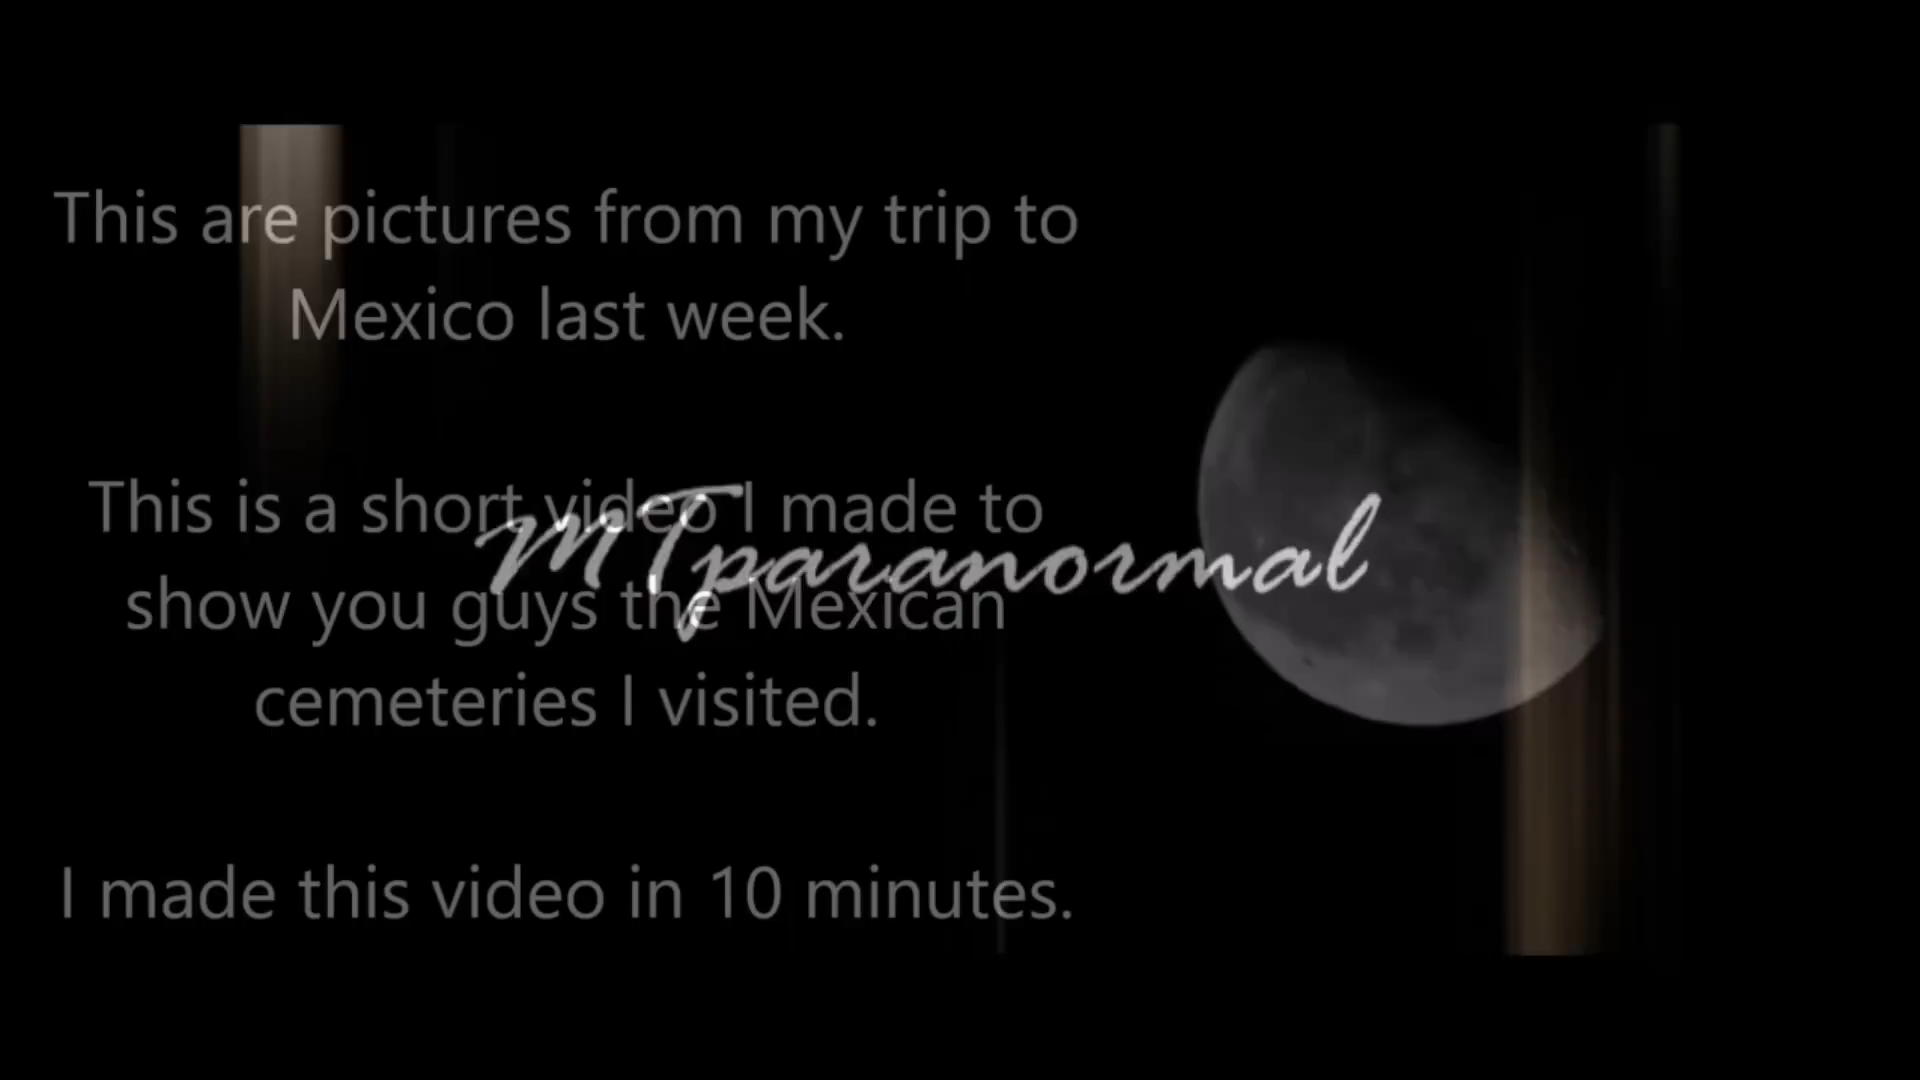 This are pictures from my trip to
Mexico last week.
This is a short video I made to
MTparanormal
show you guys the Mexican
cemeteries I visited.
I made this video in 10 minutes.